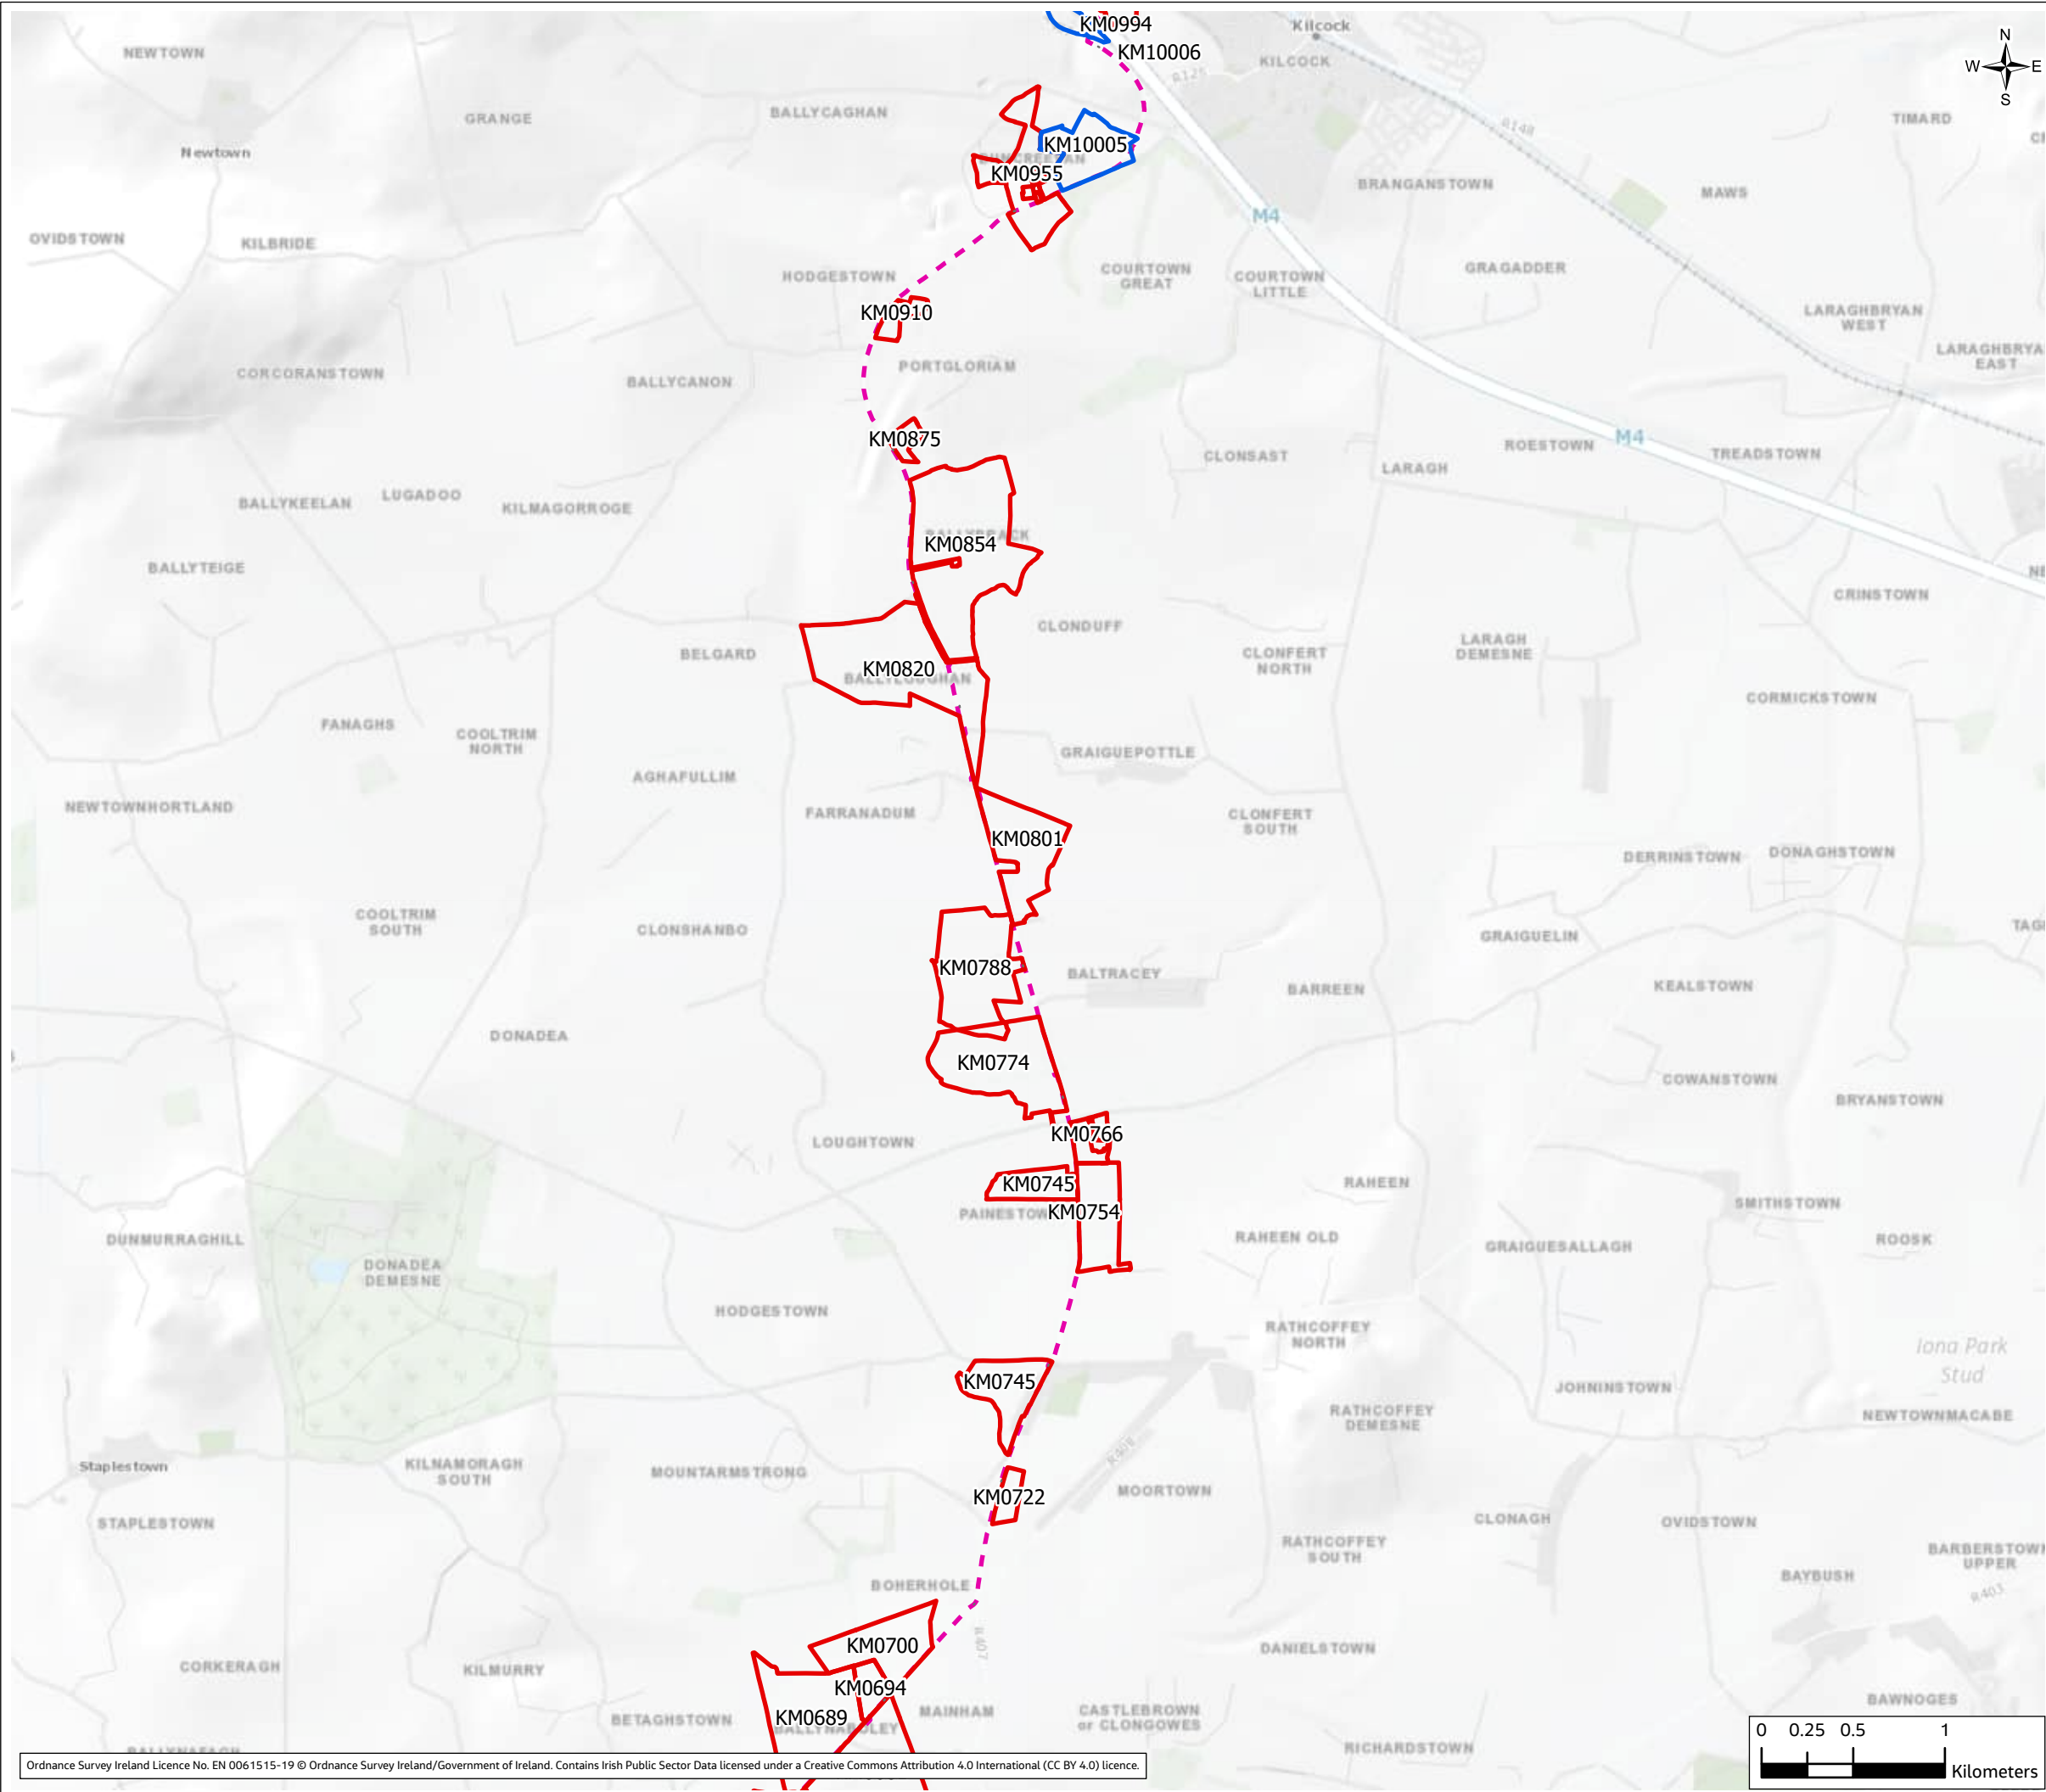 KM0994
Kilcock
N
NEWTOWN
KM10006
KILCOCK
W
E
R125
S
BALLYCAGHAN
GRANGE
TIMARD
R148
KM10005
Newtown
KM0955
BRANGANSTOWN
MAWS
M4
OVIDSTOWN
KILBRIDE
HODGESTOWN
COURTOWN
GREAT
COURTOWN
LITTLE
GRAGADDER
KM0910
LARAGHBRYAN
WEST
LARAGHBRYA
EAST
CORCORANSTOWN
BALLYCANON
PORTGLORIAM
KM0875
M4
ROESTOWN
CLONSAST
TREADSTOWN
LARAGH
BALLYKEELAN
LUGADOO
KILMAGORROGE
KM0854
BALLYTEIGE
CRINSTOWN
CLONDUFF
BELGARD
CLONFERT
NORTH
LARAGH
DEMESNE
KM0820
BALLYLOUGHAN
CORMICKSTOWN
FANAGHS
COOLTRIM
NORTH
GRAIGUEPOTTLE
AGHAFULLIM
NEWTOWNHORTLAND
FARRANADUM
CLONFERT
SOUTH
KM0801
DERRINSTOWN
DONAGHSTOWN
COOLTRIM
SOUTH
CLONSHANBO
GRAIGUELIN
KM0788
BALTRACEY
BARREEN
KEALSTOWN
DONADEA
KM0774
COWANSTOWN
BRYANSTOWN
KM0766
LOUGHTOWN
KM0745
RAHEEN
SMITHSTOWN
PAINESTOW
KM0754
DUNMURRAGHILL
RAHEEN OLD
GRAIGUESALLAGH
ROOSK
DONADEA
DEMESNE
HODGESTOWN
RATHCOFFEY
NORTH
Iona Park
Stud
KM0745
JOHNINSTOWN
RATHCOFFEY
DEMESNE
NEWTOWNMACABE
Staplestown
KILNAMORAGH
SOUTH
MOUNTARMSTRONG
R408
KM0722
MOORTOWN
STAPLESTOWN
CLONAGH
OVIDSTOWN
RATHCOFFEY
SOUTH
BARBERSTOWN
UPPER
BOHERHOLE
BAYBUSH
R403
KM0700
R407
DANIELSTOWN
CORKERAGH
KILMURRY
KM0694
BAWNOGES
KM0689
MAINHAM
CASTLEBROWN
or CLONGOWES
BETAGHSTOWN
RICHARDSTOWN
0 0.25 0.5 1
Kilometers
Ordnance Survey Ireland Licence No. EN 0061515-19 © Ordnance Survey Ireland/Government of Ireland. Contains Irish Public Sector Data licensed under a Creative Commons Attribution 4.0 International (CC BY 4.0) licence.